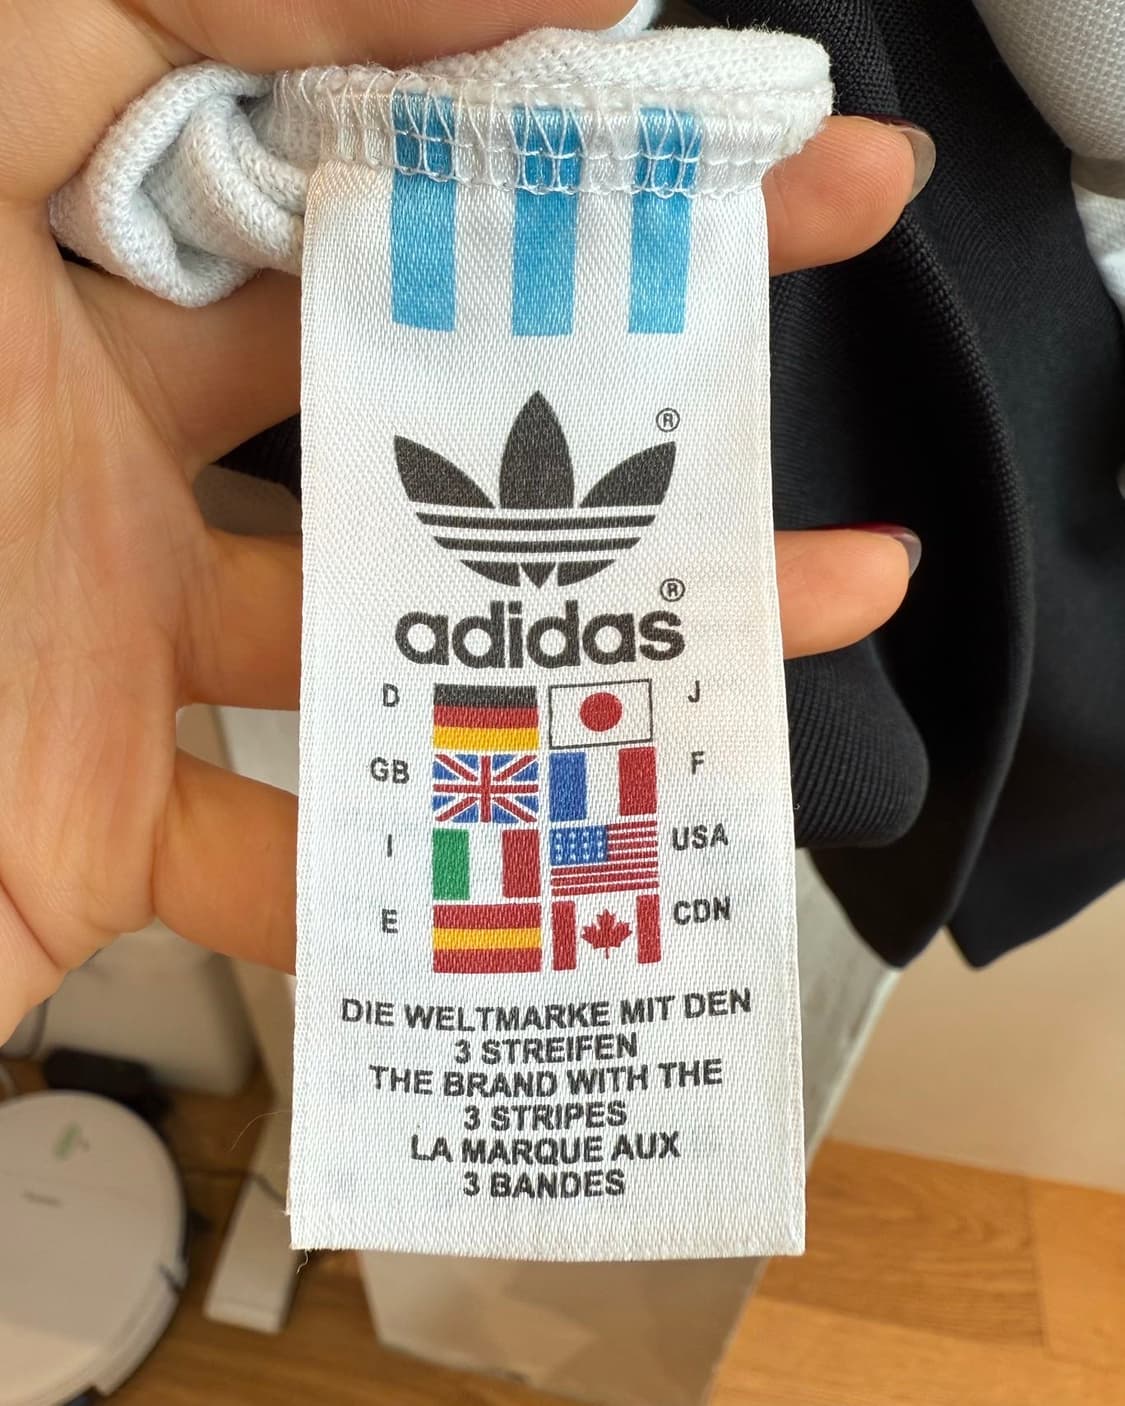 ®
®
adidas
D J
GB F
I USA
E CDN
DIE WELTMARKE MIT DEN
3 STREIFEN
THE BRAND WITH THE
3 STRIPES
LA MARQUE AUX
3 BANDES